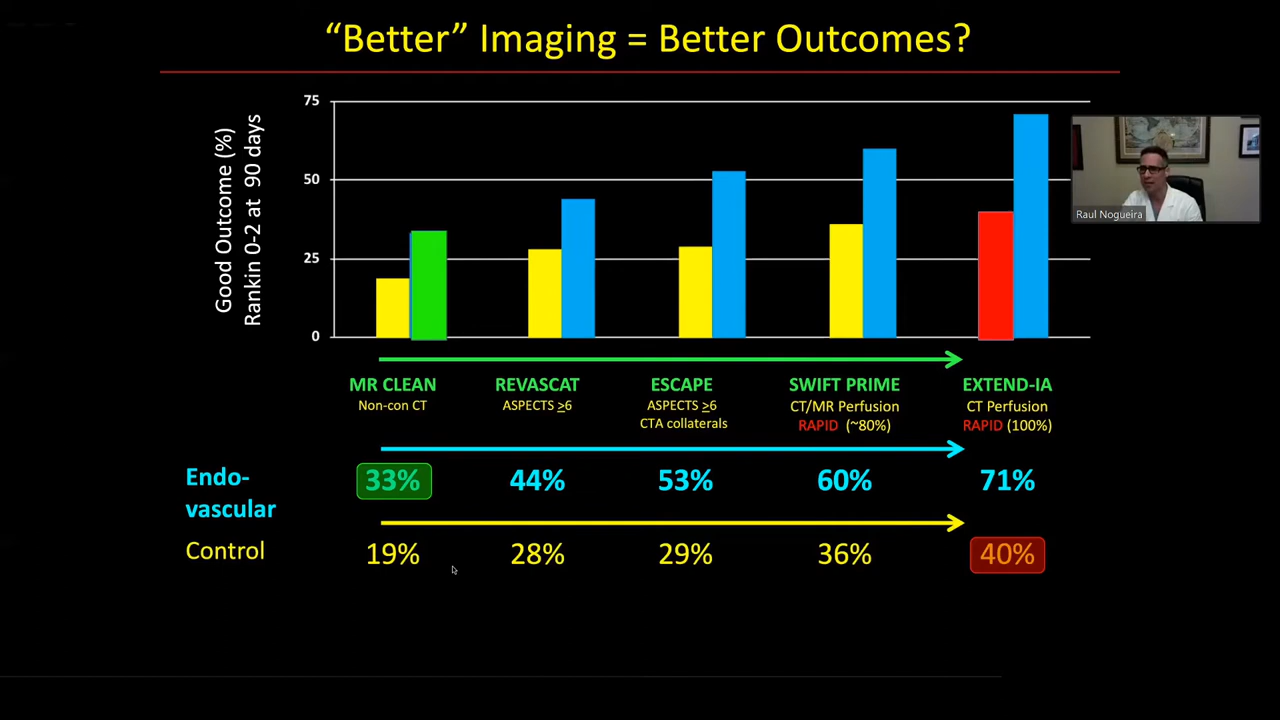 “Better” Imaging = Better Outcomes?
Good Outcome (%)
Rankin 0-2 at 90 days
75
50
25
0
Raul Nogueira
MR CLEAN
Non-con CT
REVASCAT
ASPECTS ≥6
ESCAPE
ASPECTS ≥6
CTA collaterals
SWIFT PRIME
CT/MR Perfusion
RAPID (~80%)
EXTEND-IA
CT Perfusion
RAPID (100%)
Endo-
vascular
33% 44% 53% 60% 71%
Control 19% 28% 29% 36% 40%